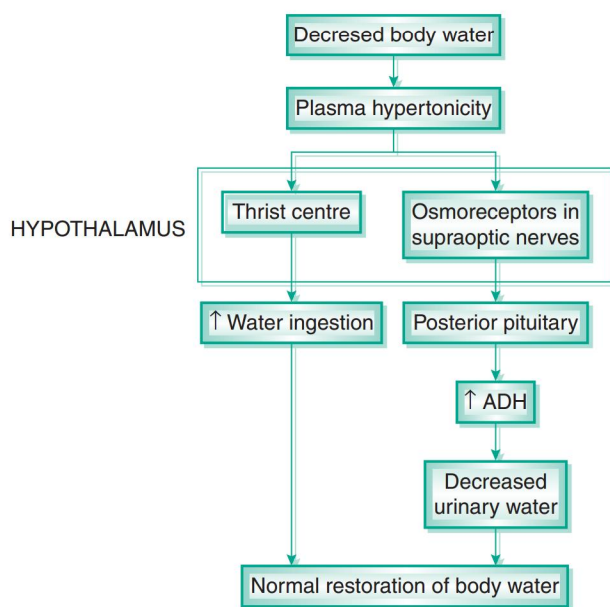 Decresed body water
Plasma hypertonicity
HYPOTHALAMUS
Thrist centre
Osmoreceptors in
supraoptic nerves
↑ Water ingestion
Posterior pituitary
↑ ADH
Decreased
urinary water
Normal restoration of body water